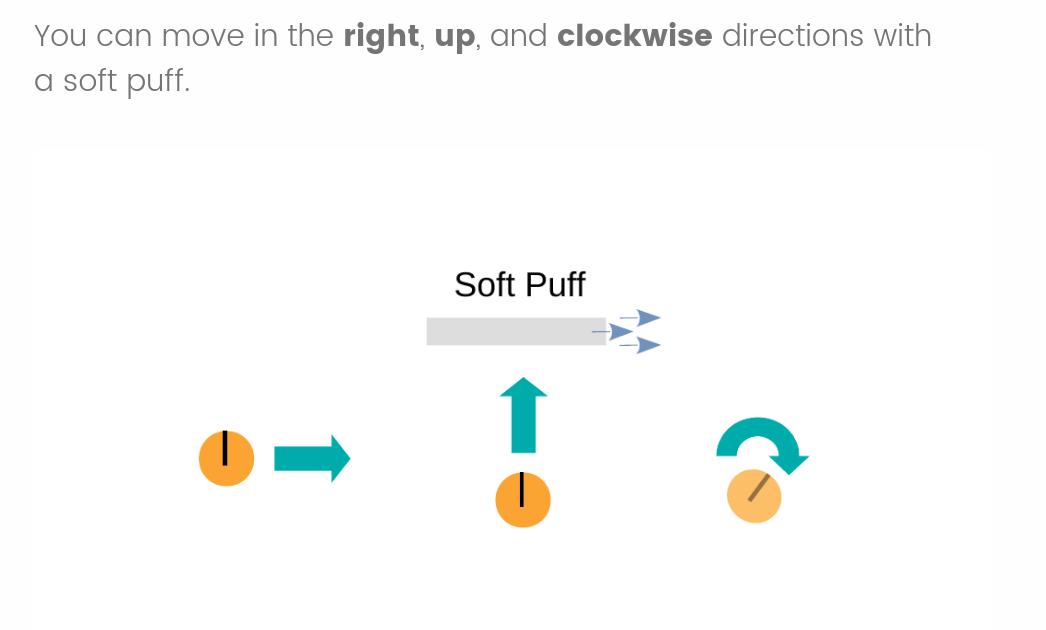 You can move in the right, up, and clockwise directions with
a soft puff.
Soft Puff